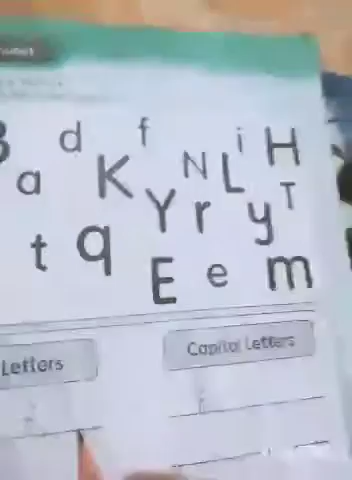 d f i H
a K N L
Y r y T
t q
E e m
Letters
Capital Letters